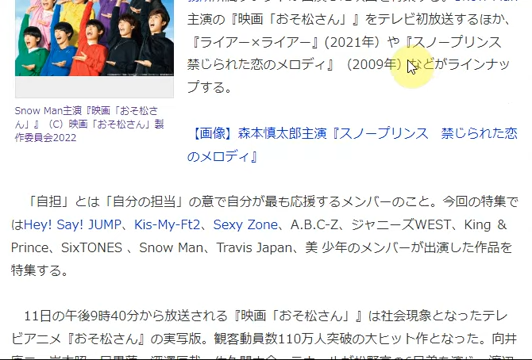 主演の『映画「おそ松さん」』をテレビ初放送するほか、
『ライアー×ライアー』(2021年）や『スノープリンス
禁じられた恋のメロディ』（2009年）などがラインナッ
プする。
Snow Man主演『映画「おそ松さ
ん」』（C）映画「おそ松さん」製
作委員会2022
【画像】森本慎太郎主演『スノープリンス　禁じられた恋
のメロディ』
「自担」とは「自分の担当」の意で自分が最も応援するメンバーのこと。今回の特集で
はHey! Say! JUMP、Kis-My-Ft2、Sexy Zone、A.B.C-Z、ジャニーズWEST、King ＆
Prince、SixTONES 、Snow Man、Travis Japan、美 少年のメンバーが出演した作品を
特集する。
11日の午後9時40分から放送される『映画「おそ松さん」』は社会現象となったテレ
ビアニメ『おそ松さん』の実写版。観客動員数110万人突破の大ヒット作となった。向井